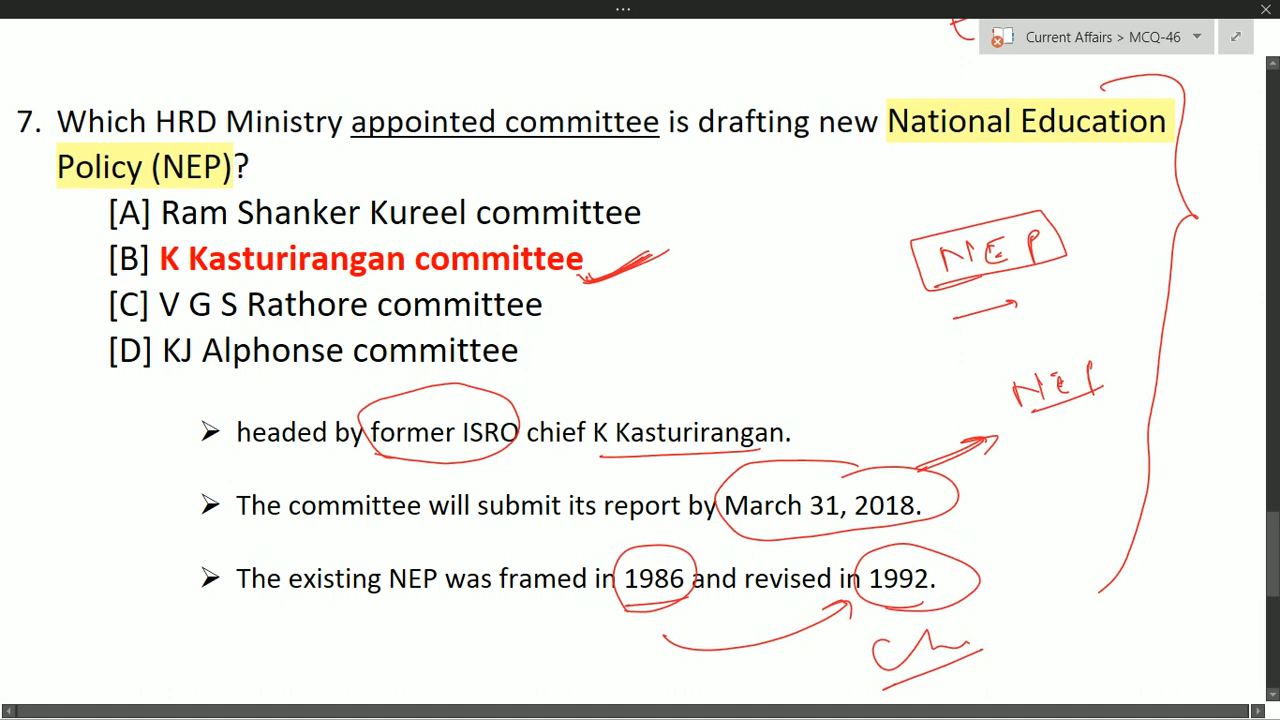 Current Affairs > MCQ-46
7. Which HRD Ministry appointed committee is drafting new National Education
Policy (NEP)?
[A] Ram Shanker Kureel committee
[B] K Kasturirangan committee
[C] V G S Rathore committee
[D] KJ Alphonse committee
NEP
NEP
➢ headed by former ISRO chief K Kasturirangan.
➢ The committee will submit its report by March 31, 2018.
➢ The existing NEP was framed in 1986 and revised in 1992.